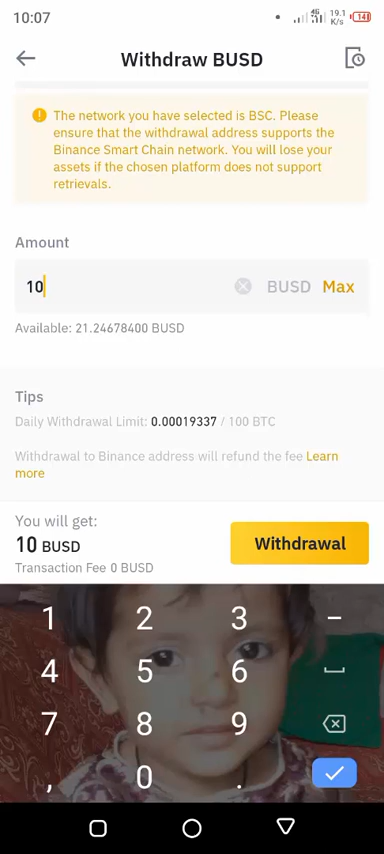 10:07
4G
19.1
K/s
14
Withdraw BUSD
The network you have selected is BSC. Please
ensure that the withdrawal address supports the
Binance Smart Chain network. You will lose your
assets if the chosen platform does not support
retrievals.
Amount
10 BUSD Max
Available: 21.24678400 BUSD
Tips
Daily Withdrawal Limit: 0.00019337 / 100 BTC
Withdrawal to Binance address will refund the fee Learn
more
You will get:
10 BUSD
Withdrawal
Transaction Fee 0 BUSD
1 2 3 –
4 5 6
7 8 9
, 0 .